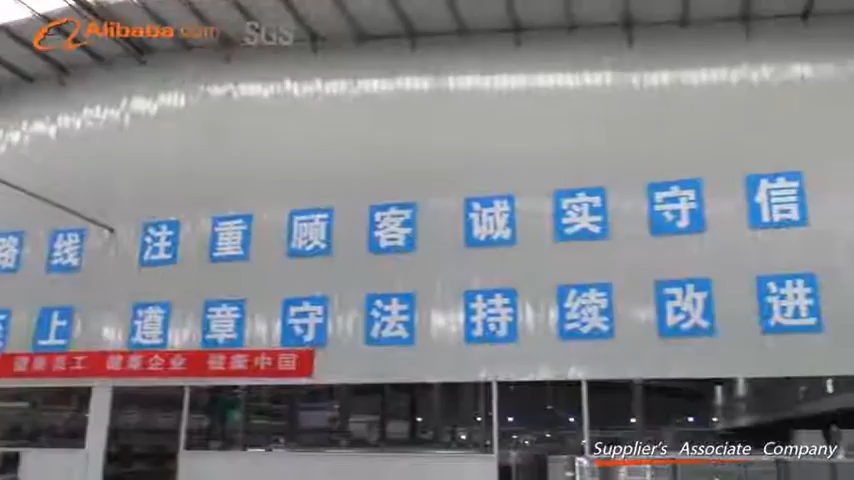 Alibaba.com SGS
路线 注重顾客 诚实守信
上 遵章守法 持续改进
健康员工 健康企业 健康中国
Supplier's Associate Company